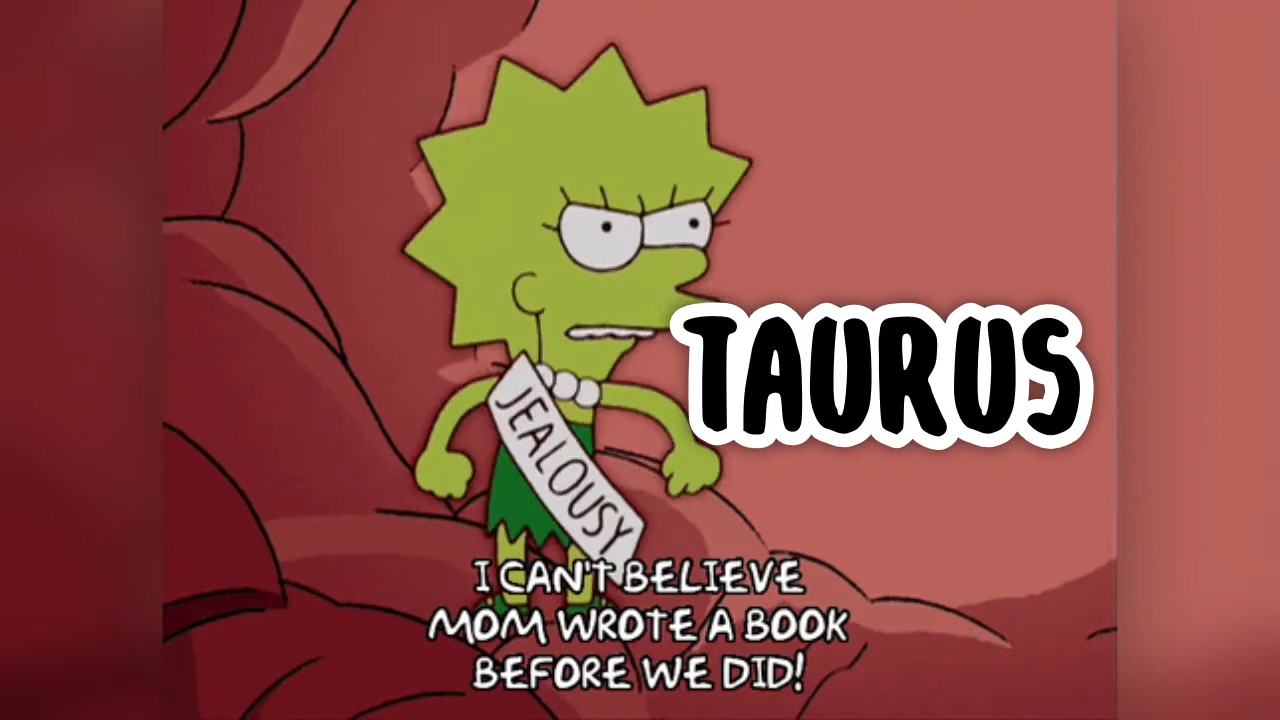 TAURUS
JEALOUSY
I CAN'T BELIEVE
MOM WROTE A BOOK
BEFORE WE DID!